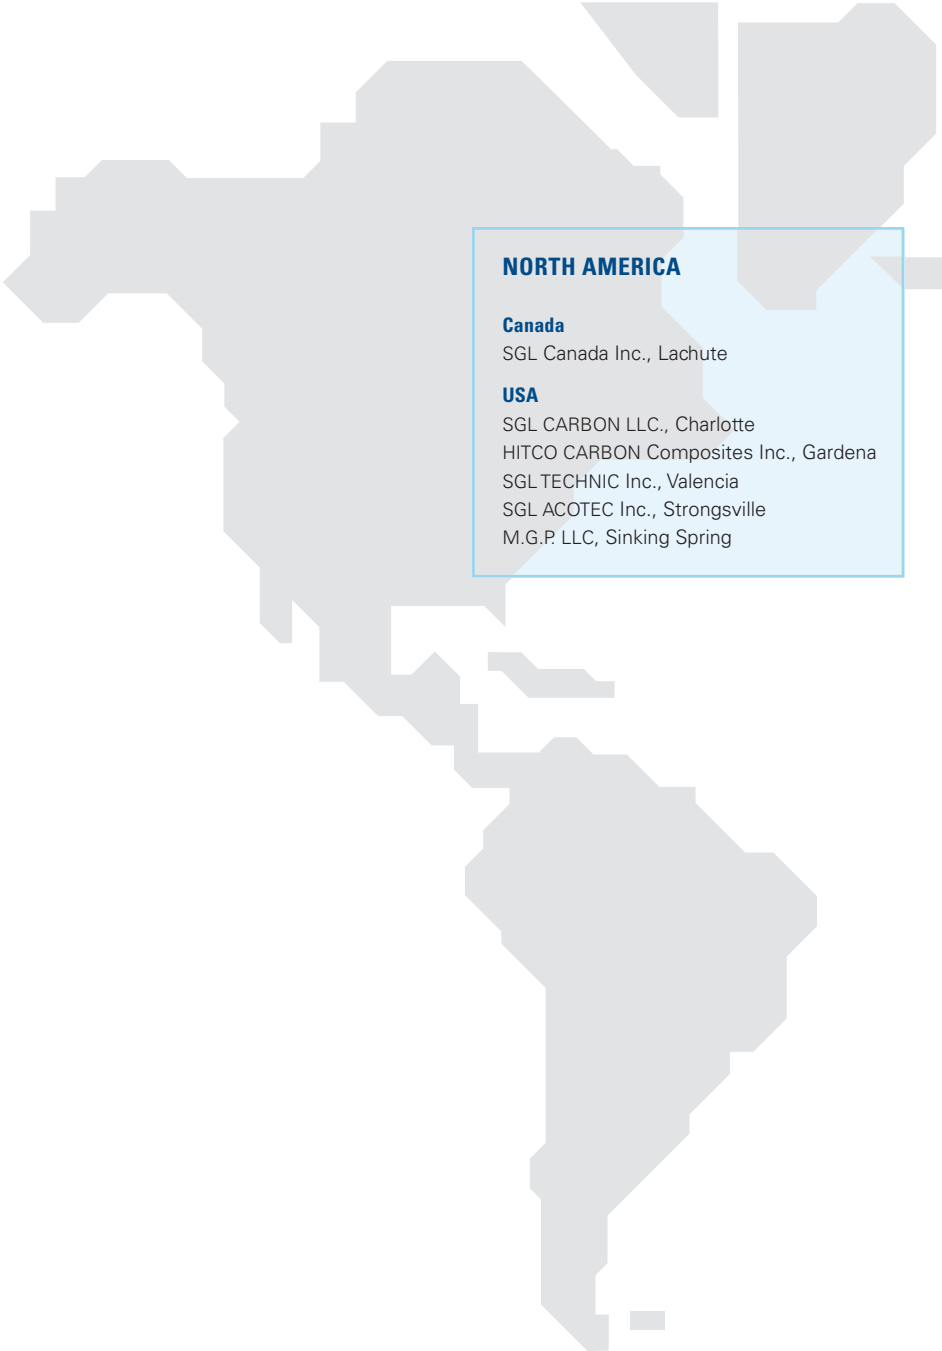 NORTH AMERICA
Canada
SGL Canada Inc., Lachute
USA
SGL CARBON LLC., Charlotte
HITCO CARBON Composites Inc., Gardena
SGL TECHNIC Inc., Valencia
SGL ACOTEC Inc., Strongsville
M.G.P. LLC, Sinking Spring